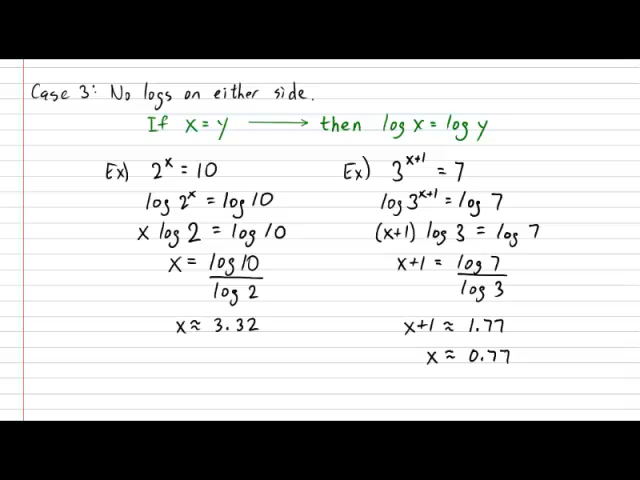 Case 3: No logs on either side.
If x = y ⟶ then log x = log y
Ex) 2^x = 10
log 2^x = log 10
x log 2 = log 10
x = log 10 / log 2
x ≈ 3.32
Ex) 3^(x+1) = 7
log 3^(x+1) = log 7
(x+1) log 3 = log 7
x+1 = log 7 / log 3
x+1 ≈ 1.77
x ≈ 0.77